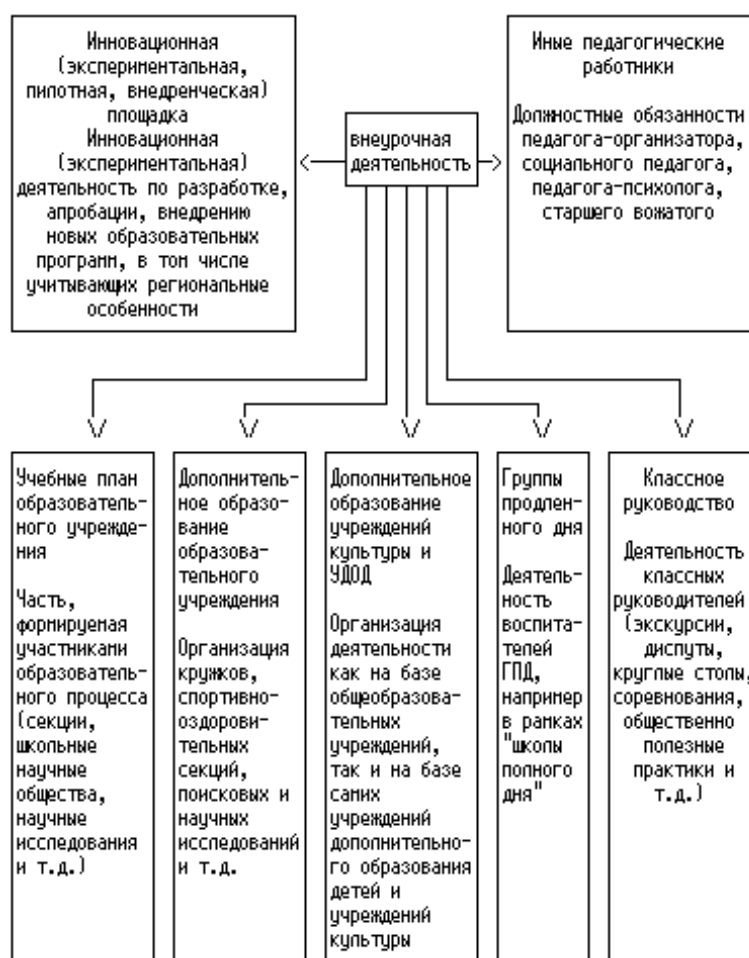 Инновационная
(экспериментальная,
пилотная, внедренческая)
площадка
Инновационная
(экспериментальная)
деятельность по разработке,
апробации, внедрению
новых образовательных
программ, в том числе
учитывающих региональные
особенности
внеурочная
деятельность
Иные педагогические
работники
Должностные обязанности
педагога-организатора,
социального педагога,
педагога-психолога,
старшего вожатого
Учебные план
образователь-
ного учрежде-
ния
Часть,
формируемая
участниками
образователь-
ного процесса
(секции,
школьные
научные
общества,
научные
исследования
и т.д.)
Дополнитель-
ное образо-
вание
образова-
тельного
учреждения
Организация
кружков,
спортивно-
оздорови-
тельных
секций,
поисковых и
научных
исследований
и т.д.
Дополнительное
образование
учреждений
культуры и
УДОД
Организация
деятельности
как на базе
общеобразова-
тельных
учреждений,
так и на базе
самих
учреждений
дополнительно-
го образования
детей и
учреждений
культуры
Группы
продлен-
ного дня
Деятель-
ность
воспита-
телей
ГПД,
например
в рамках
"школы
полного
дня"
Классное
руководство
Деятельность
классных
руководителей
(экскурсии,
диспуты,
круглые столы,
соревнования,
общественно
полезные
практики и
т.д.)